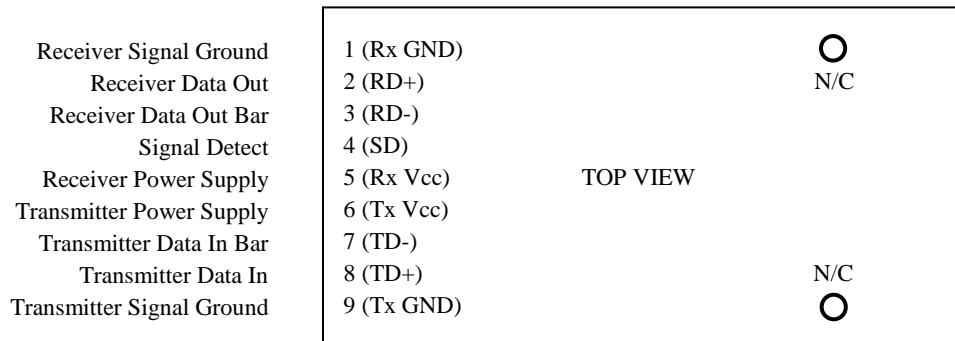 Receiver Signal Ground 1 (Rx GND)
Receiver Data Out 2 (RD+) N/C
Receiver Data Out Bar 3 (RD-)
Signal Detect 4 (SD)
Receiver Power Supply 5 (Rx Vcc) TOP VIEW
Transmitter Power Supply 6 (Tx Vcc)
Transmitter Data In Bar 7 (TD-)
Transmitter Data In 8 (TD+) N/C
Transmitter Signal Ground 9 (Tx GND)